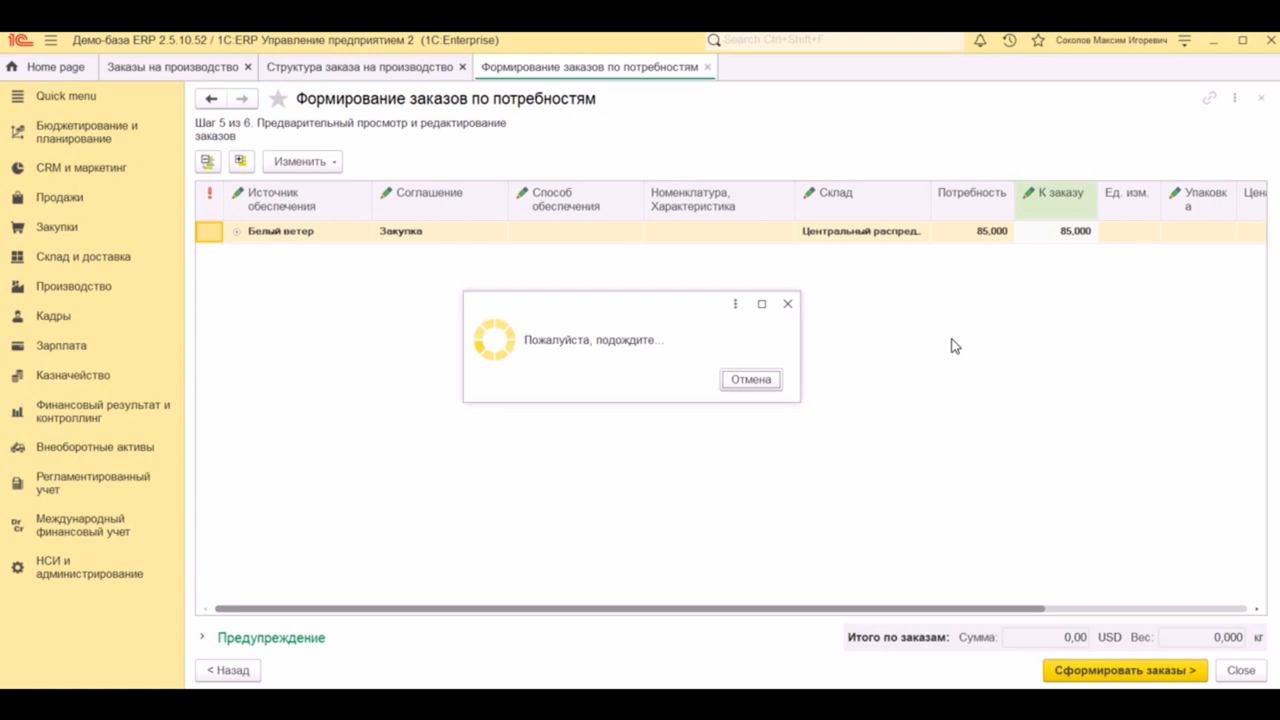 1С Демо-база ERP 2.5.10.52 / 1С:ERP Управление предприятием 2 (1C:Enterprise) Search Ctrl+Shift+F Соколов Максим Игоревич
Home page Заказы на производство Структура заказа на производство Формирование заказов по потребностям
Quick menu
Бюджетирование и
планирование
CRM и маркетинг
Продажи
Закупки
Склад и доставка
Производство
Кадры
Зарплата
Казначейство
Финансовый результат и
контроллинг
Внеоборотные активы
Регламентированный
учет
Международный
финансовый учет
НСИ и
администрирование
Формирование заказов по потребностям
Шаг 5 из 6. Предварительный просмотр и редактирование
заказов
Изменить
Источник
обеспечения
Соглашение
Способ
обеспечения
Номенклатура,
Характеристика
Склад
Потребность
К заказу
Ед. изм.
Упаковк
а
Цен
Белый ветер Закупка Центральный распред.. 85,000 85,000
Пожалуйста, подождите...
Отмена
Предупреждение
Итого по заказам: Сумма: 0,00 USD Вес: 0,000 кг
< Назад
Сформировать заказы >
Close